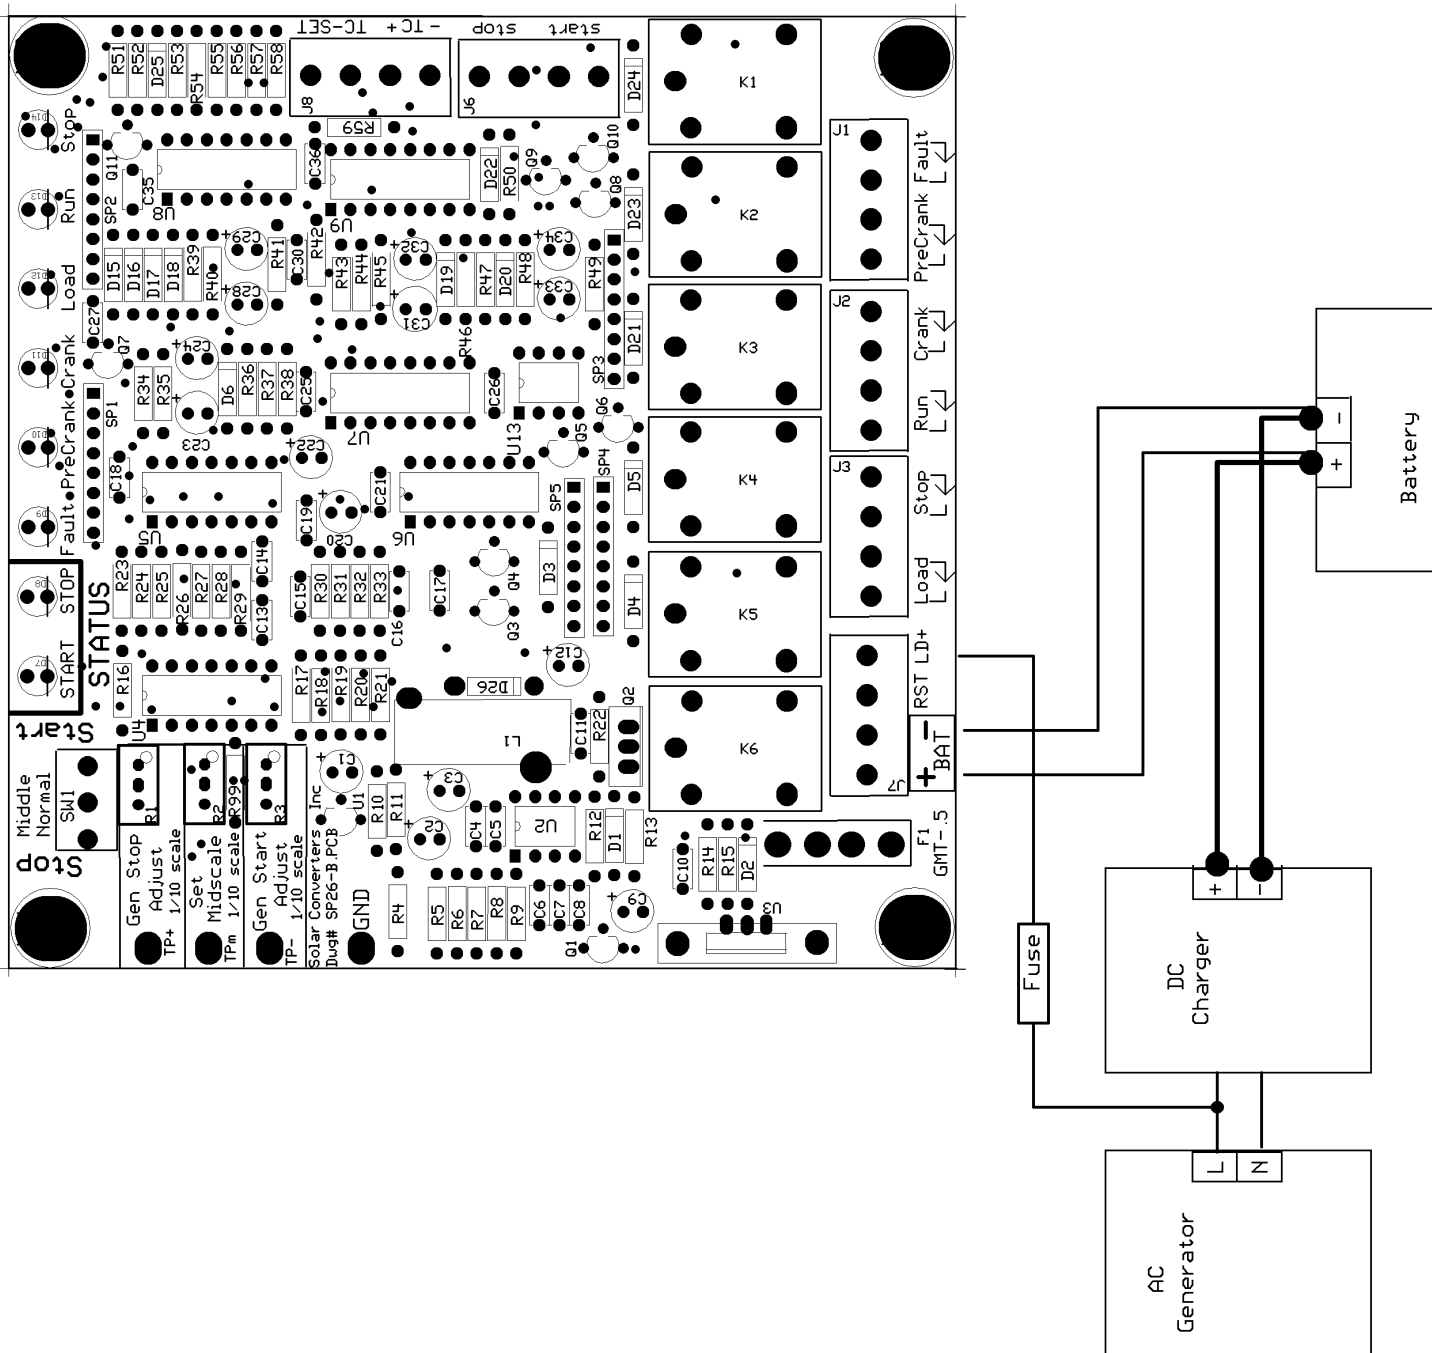 R51
R52
D25
R53
R54
R55
R56
R57
R58
TC-SET
TC + -
stop
start
J8
J6
R59
D24
K1
D14
Stop
Q11
C35
U8
C36
U9
D22
R50
Q9
Q10
Q8
D23
K2
J1
Fault
PreCrank
D13
Run
SP2
D15
D16
D17
D18
R39
R40
C29
C28
R41
C30
R42
R43
R44
R45
C32
C31
D19
R46
R47
D20
R48
C34
C33
R49
D12
Load
C27
Q7
D11
Crank
R34
R35
C24
C23
D6
R36
R37
R38
C25
U7
C26
U13
SP3
D21
K3
J2
Crank
Run
D10
PreCrank
SP1
C22
Q6
Q5
D5
K4
J3
Stop
Load
D9
Fault
C18
U5
C19
C20
C21
U6
SP5
SP4
D8
STOP
D7
START
STATUS
R23
R24
R25
R26
R27
R28
R29
C14
C13
C15
R30
R31
R32
R33
C16
C17
Q4
Q3
D3
D4
K5
C12
R16
U4
R17
R18
R19
R20
R21
D26
L1
C11
R22
Q2
K6
RST LD+
J7
+ -
BAT
Start
Middle
Normal
SW1
Stop
R1
R2
R99
R3
C1
U1
R10
R11
C3
C2
C4
C5
U2
R12
D1
R13
C10
R14
R15
D2
F1
GMT-.5
Gen Stop
Adjust
1/10 scale
TP+
Set
Midscale
1/10 scale
TPm
Gen Start
Adjust
1/10 scale
TP-
Solar Converters Inc
Dwg# SP26-B.PCB
GND
R4
R5
R6
R7
R8
R9
C6
C7
C8
C9
Q1
U3
-
+
Battery
+
-
DC
Charger
Fuse
L
N
AC
Generator